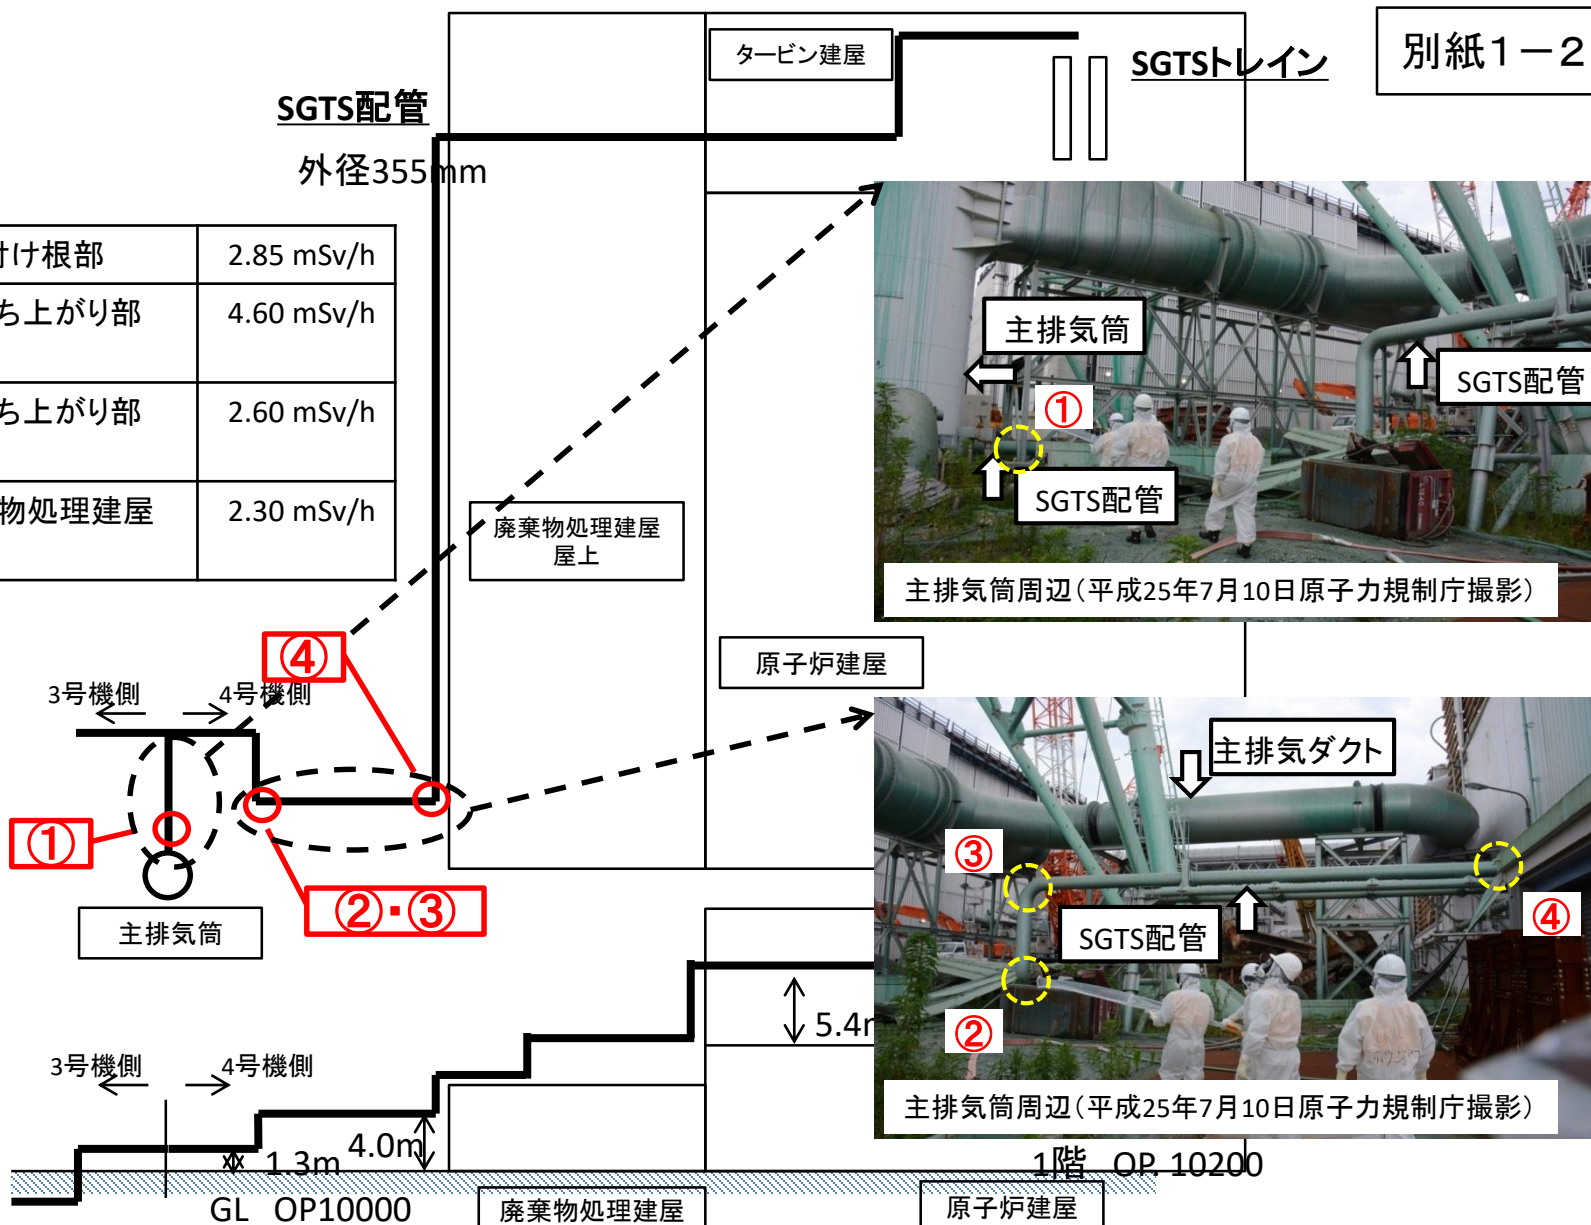 別紙1-2
タービン建屋
SGTSトレイン
SGTS配管
外径355mm
付け根部 2.85 mSv/h
ち上がり部 4.60 mSv/h
ち上がり部 2.60 mSv/h
物処理建屋 2.30 mSv/h
主排気筒
SGTS配管
①
SGTS配管
主排気筒周辺(平成25年7月10日原子力規制庁撮影)
廃棄物処理建屋
屋上
原子炉建屋
④
3号機側 4号機側
①
②・③
主排気筒
主排気ダクト
③
SGTS配管
④
②
主排気筒周辺(平成25年7月10日原子力規制庁撮影)
5.4m
3号機側 4号機側
1.3m
4.0m
GL OP10000
1階 OP. 10200
廃棄物処理建屋
原子炉建屋